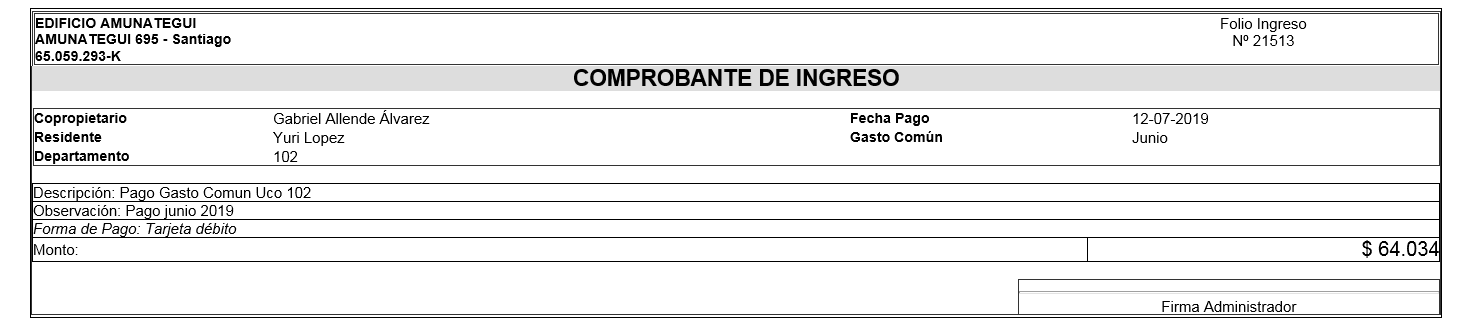 EDIFICIO AMUNATEGUI
AMUNATEGUI 695 - Santiago
65.059.293-K
Folio Ingreso
Nº 21513
COMPROBANTE DE INGRESO
Copropietario Gabriel Allende Álvarez Fecha Pago 12-07-2019
Residente Yuri Lopez Gasto Común Junio
Departamento 102
Descripción: Pago Gasto Comun Uco 102
Observación: Pago junio 2019
Forma de Pago: Tarjeta débito
Monto: $ 64.034
Firma Administrador